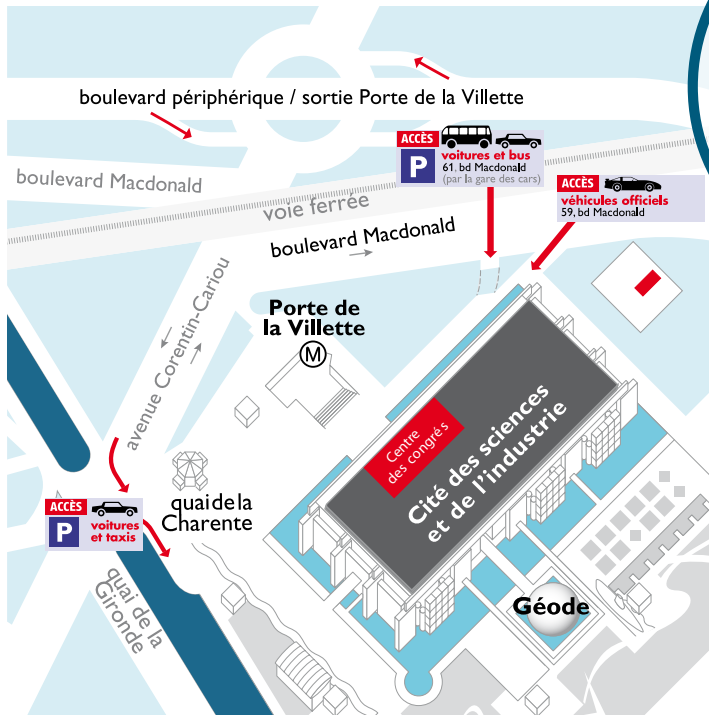 boulevard périphérique / sortie Porte de la Villette
ACCÈS
P
voitures et bus
61, bd Macdonald
(par la gare des cars)
boulevard Macdonald
ACCÈS
véhicules officiels
59, bd Macdonald
voie ferrée
boulevard Macdonald
avenue Corentin-Cariou
Porte de
la Villette
M
Centre
des congrés
Cité des sciences
et de l'industrie
quai de la
Charente
ACCÈS
P
voitures
et taxis
quai de la
Gironde
Géode